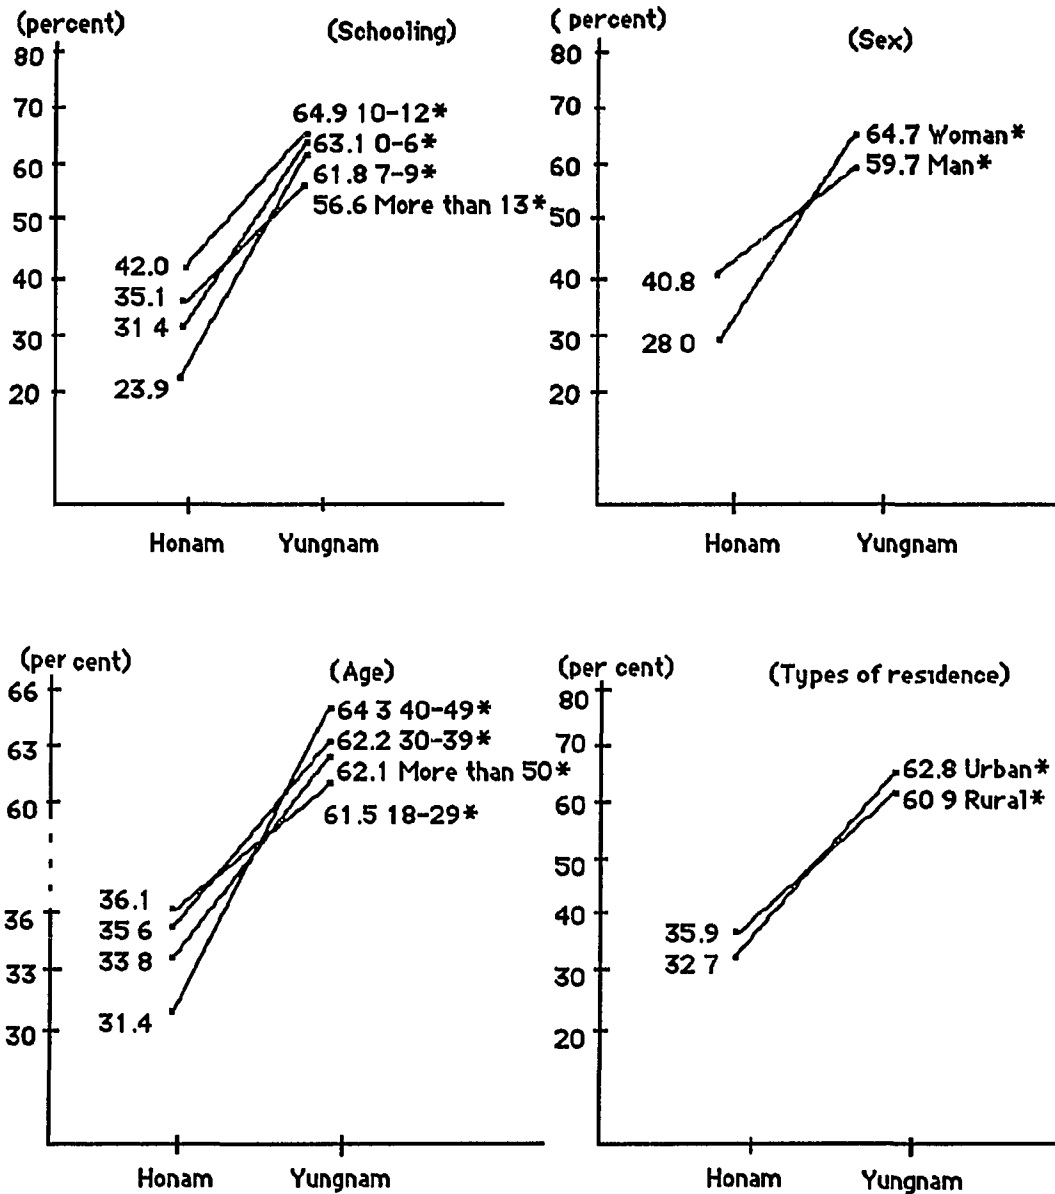 (percent)
(Schooling)
80
70
60
50
40
30
20
64.9 10-12*
63.1 0-6*
61.8 7-9*
56.6 More than 13*
42.0
35.1
31 4
23.9
Honam Yungnam
( percent)
(Sex)
80
70
60
50
40
30
20
64.7 Woman*
59.7 Man*
40.8
28 0
Honam Yungnam
(per cent)
(Age)
66
63
60
36
33
30
64 3 40-49*
62.2 30-39*
62.1 More than 50*
61.5 18-29*
36.1
35 6
33 8
31.4
Honam Yungnam
(per cent)
(Types of residence)
80
70
60
50
40
30
20
62.8 Urban*
60 9 Rural*
35.9
32 7
Honam Yungnam